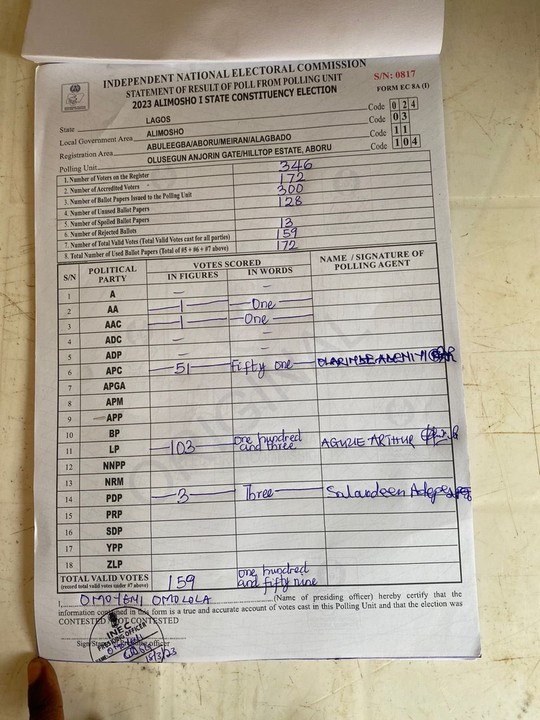 INDEPENDENT NATIONAL ELECTORAL COMMISSION
STATEMENT OF RESULT OF POLL FROM POLLING UNIT
2023 ALIMOSHO I STATE CONSTITUENCY ELECTION
S/N: 0817
FORM EC 8A (I)
State LAGOS Code 0 2 4
Local Government Area ALIMOSHO Code 0 3
Registration Area ABULEEGBA/ABORU/MEIRAN/ALAGBADO Code 1 1
Polling Unit OLUSEGUN ANJORIN GATE/HILLTOP ESTATE, ABORU Code 1 0 4
1. Number of Voters on the Register 346
2. Number of Accredited Voters 172
3. Number of Ballot Papers Issued to the Polling Unit 300
4. Number of Unused Ballot Papers 128
5. Number of Spoiled Ballot Papers
6. Number of Rejected Ballots 13
7. Number of Total Valid Votes (Total Valid Votes cast for all parties) 159
8. Total Number of Used Ballot Papers (Total of #5 + #6 + #7 above) 172
S/N POLITICAL PARTY VOTES SCORED IN FIGURES IN WORDS NAME / SIGNATURE OF POLLING AGENT
1 A – –
2 AA 1 One
3 AAC 1 One
4 ADC – –
5 ADP – –
6 APC 51 Fifty one
7 APGA
8 APM
9 APP
10 BP
11 LP 103 One hundred and three AGUZIE ARTHUR
12 NNPP
13 NRM
14 PDP 3 Three
15 PRP
16 SDP
17 YPP
18 ZLP
TOTAL VALID VOTES 159 One hundred and fifty nine
(record total valid votes under #7 above)
I, OMOTENI OMOLOLA (Name of presiding officer) hereby certify that the
information contained in this form is a true and accurate account of votes cast in this Polling Unit and that the election was
CONTESTED / NOT CONTESTED
INEC
PRESIDING OFFICER
18/3/23
ORIGINAL